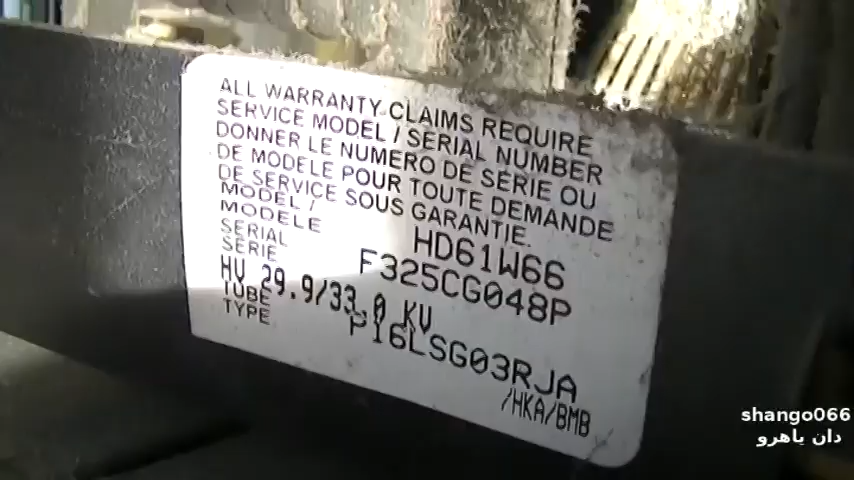 ALL WARRANTY CLAIMS REQUIRE
SERVICE MODEL / SERIAL NUMBER
DONNER LE NUMERO DE SERIE OU
DE MODELE POUR TOUTE DEMANDE
DE SERVICE SOUS GARANTIE.
MODEL /
MODELE
HD61W66
SERIAL
SERIE
F325CG048P
HV 29.9/33.0 KV
TUBE
TYPE
P16LSG03RJA
/HKA/BMB
shango066
دان ياهرو